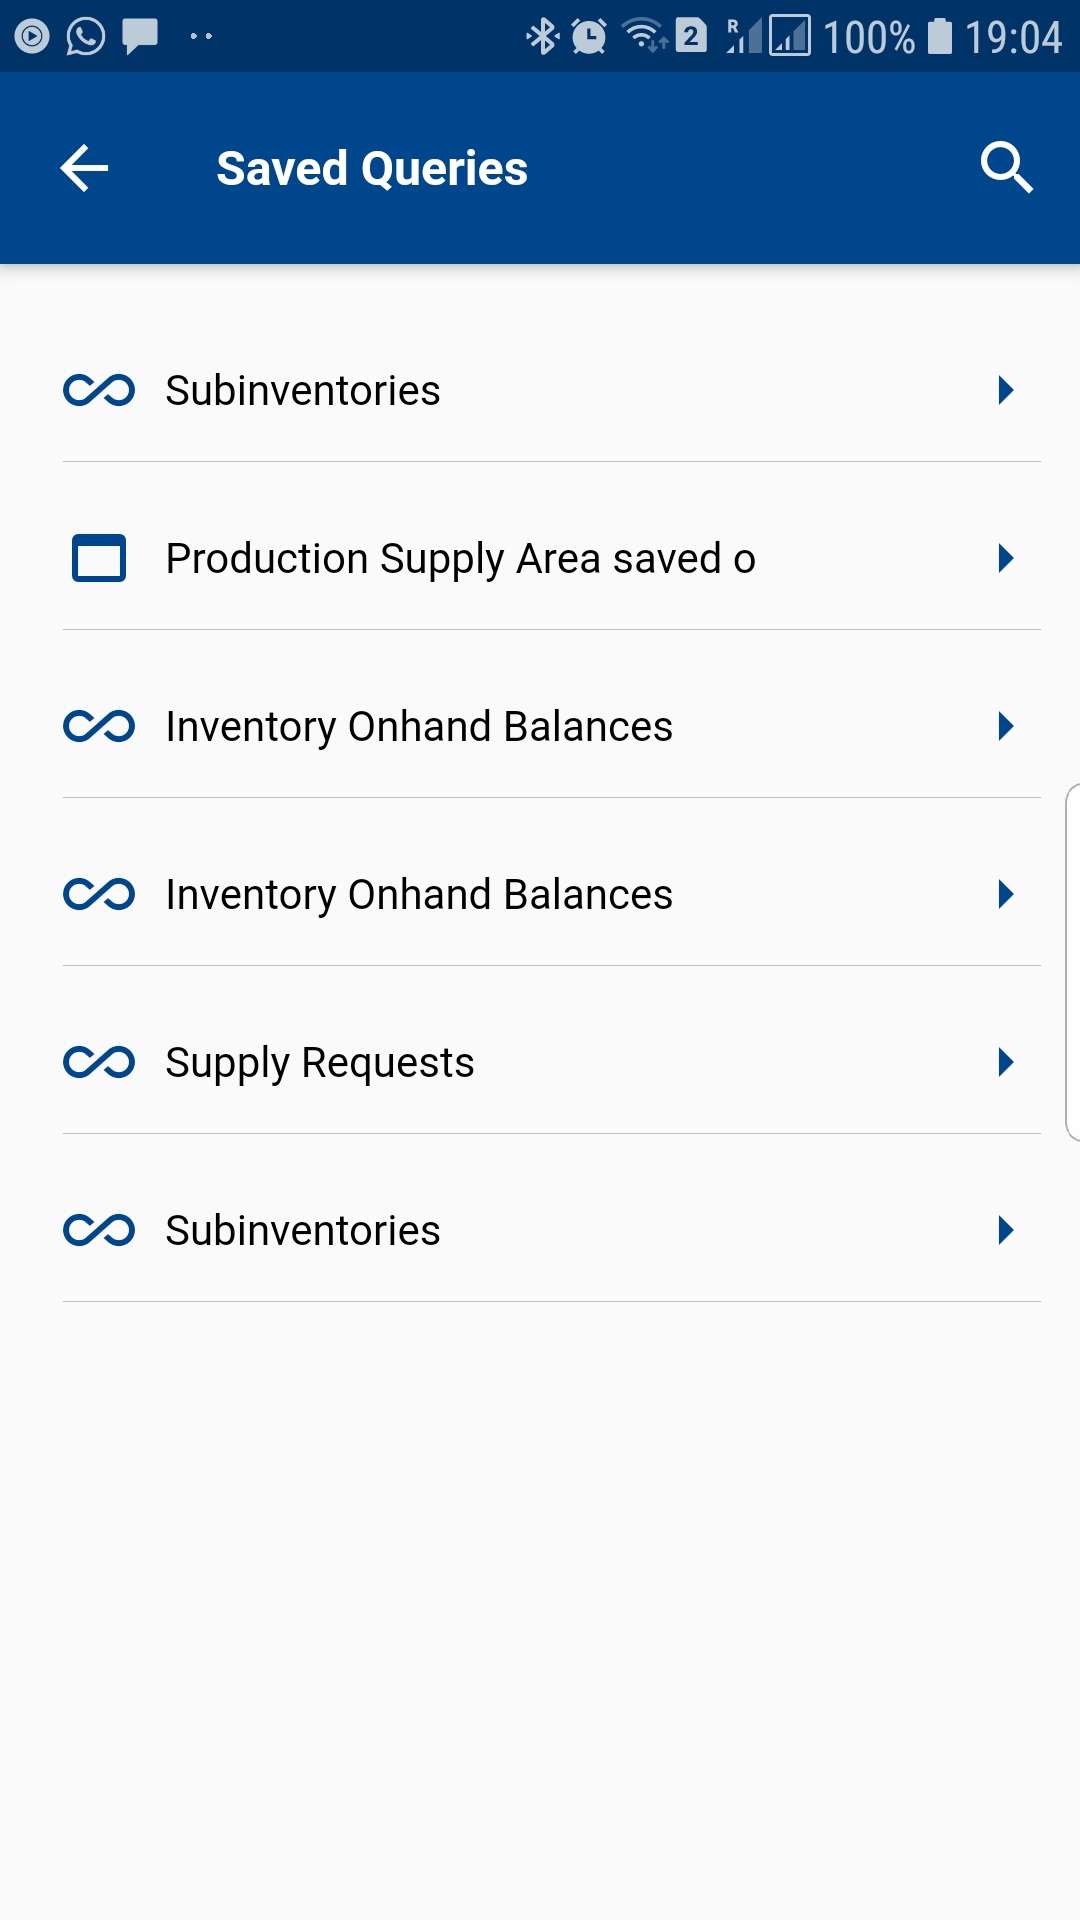 2 R 100% 19:04
Saved Queries
Subinventories
Production Supply Area saved o
Inventory Onhand Balances
Inventory Onhand Balances
Supply Requests
Subinventories